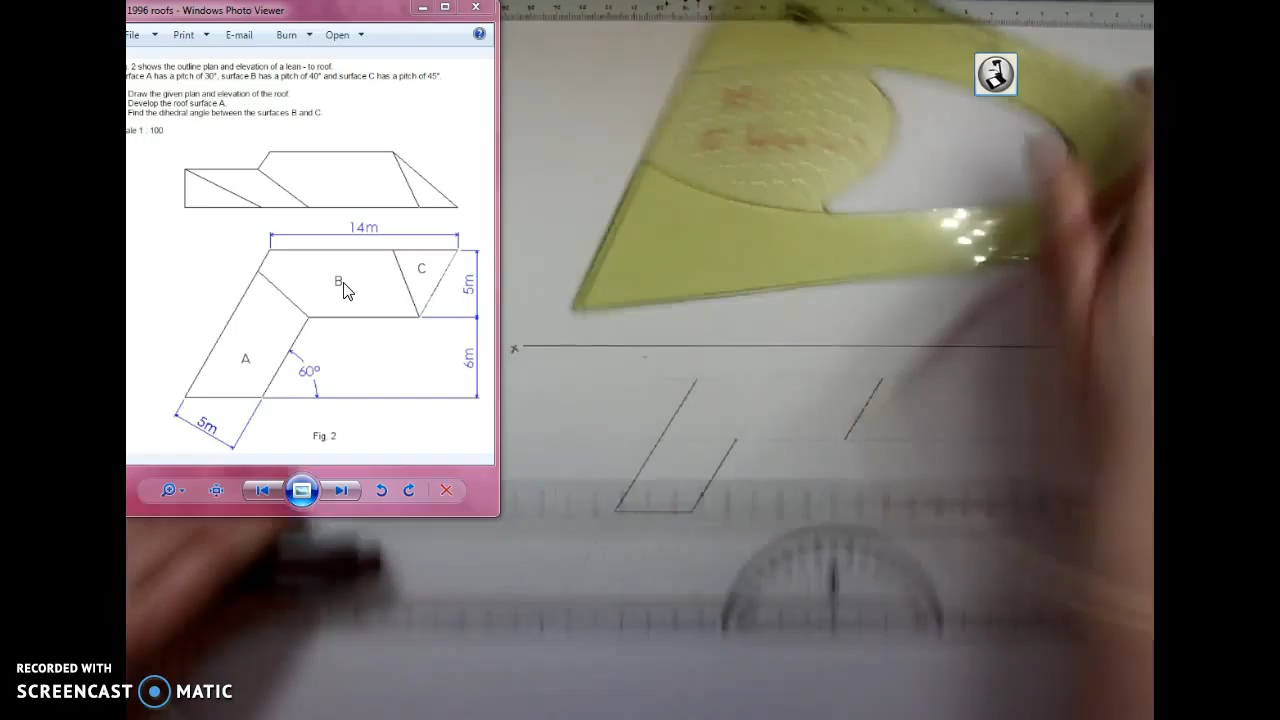 1996 roofs - Windows Photo Viewer
File Print E-mail Burn Open
. 2 shows the outline plan and elevation of a lean - to roof.
rface A has a pitch of 30°, surface B has a pitch of 40° and surface C has a pitch of 45°.
Draw the given plan and elevation of the roof.
Develop the roof surface A.
Find the dihedral angle between the surfaces B and C.
ale 1 : 100
14m
B
C
5m
A
60°
6m
5m
Fig. 2
x
RECORDED WITH
SCREENCAST MATIC